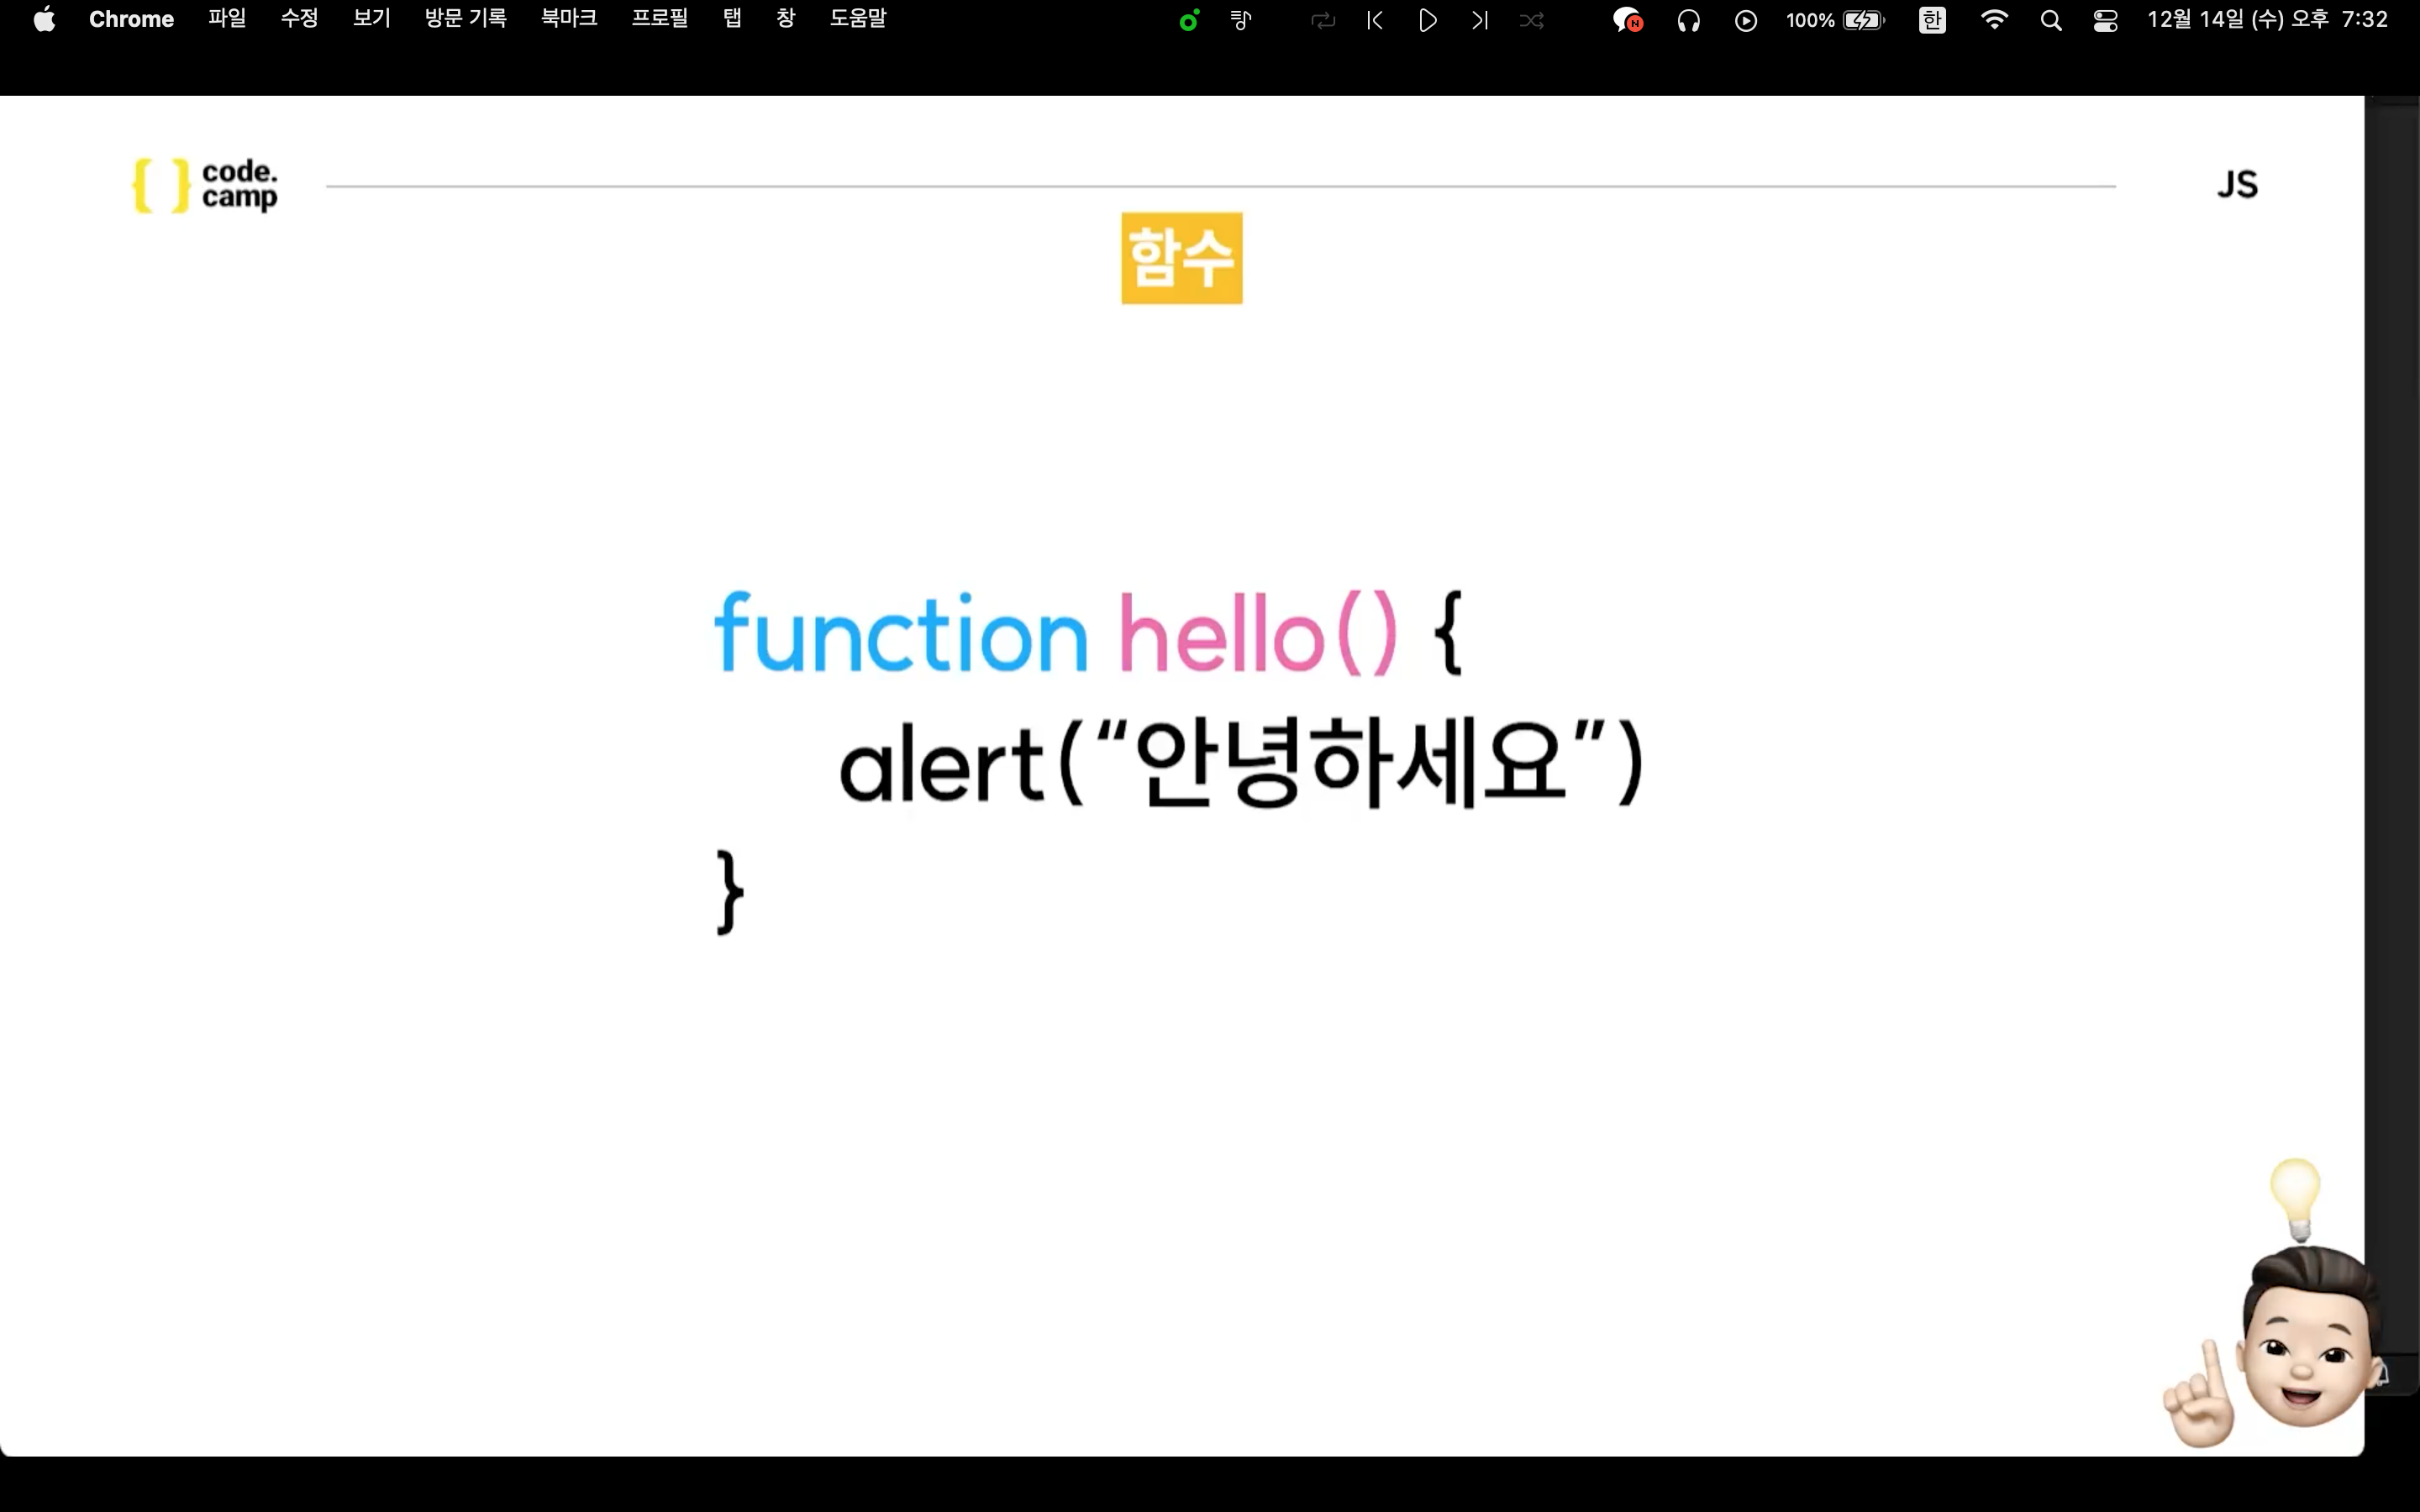 Chrome 파일 수정 보기 방문 기록 북마크 프로필 탭 창 도움말 N 100% 한 12월 14일 (수) 오후 7:32
{ } code.
camp
JS
함수
function hello() {
alert(“안녕하세요”)
}